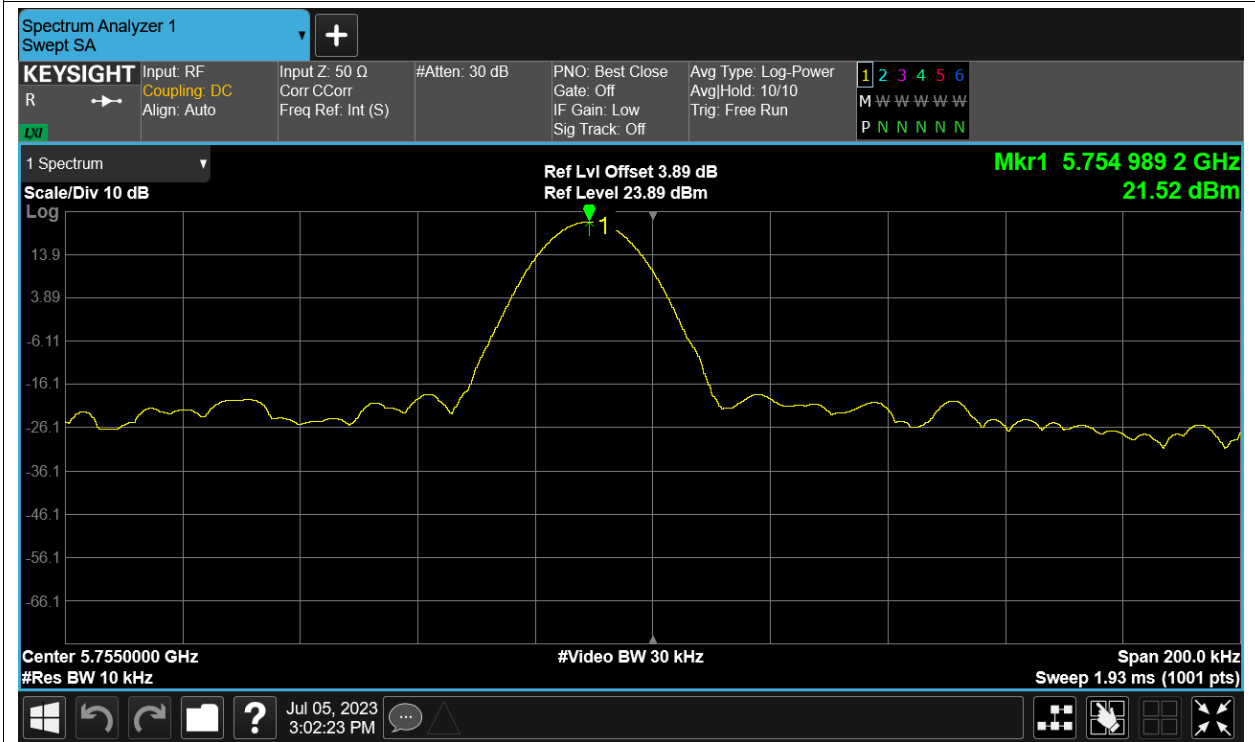 Spectrum Analyzer 1
Swept SA
+
KEYSIGHT
R
LXI
Input: RF
Coupling: DC
Align: Auto
Input Z: 50 Ω
Corr CCorr
Freq Ref: Int (S)
#Atten: 30 dB
PNO: Best Close
Gate: Off
IF Gain: Low
Sig Track: Off
Avg Type: Log-Power
Avg|Hold: 10/10
Trig: Free Run
1 2 3 4 5 6
M W W W W W
P N N N N N
1 Spectrum
Scale/Div 10 dB
Ref Lvl Offset 3.89 dB
Ref Level 23.89 dBm
Mkr1 5.754 989 2 GHz
21.52 dBm
Log
1
13.9
3.89
-6.11
-16.1
-26.1
-36.1
-46.1
-56.1
-66.1
Center 5.7550000 GHz
#Video BW 30 kHz
Span 200.0 kHz
#Res BW 10 kHz
Sweep 1.93 ms (1001 pts)
?
Jul 05, 2023
3:02:23 PM